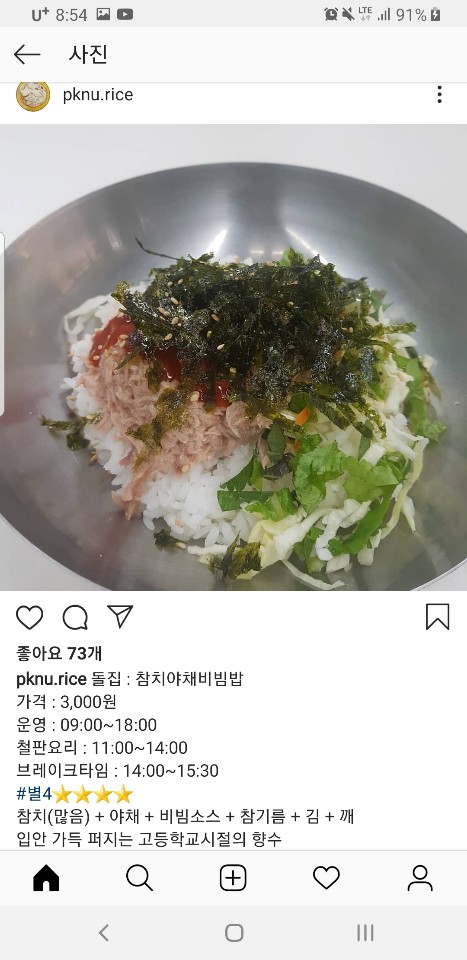 U+ 8:54 LTE 91%
사진
pknu.rice
좋아요 73개
pknu.rice 돌집 : 참치야채비빔밥
가격 : 3,000원
운영 : 09:00~18:00
철판요리 : 11:00~14:00
브레이크타임 : 14:00~15:30
#별4⭐⭐⭐⭐
참치(많음) + 야채 + 비빔소스 + 참기름 + 김 + 깨
입안 가득 퍼지는 고등학교시절의 향수